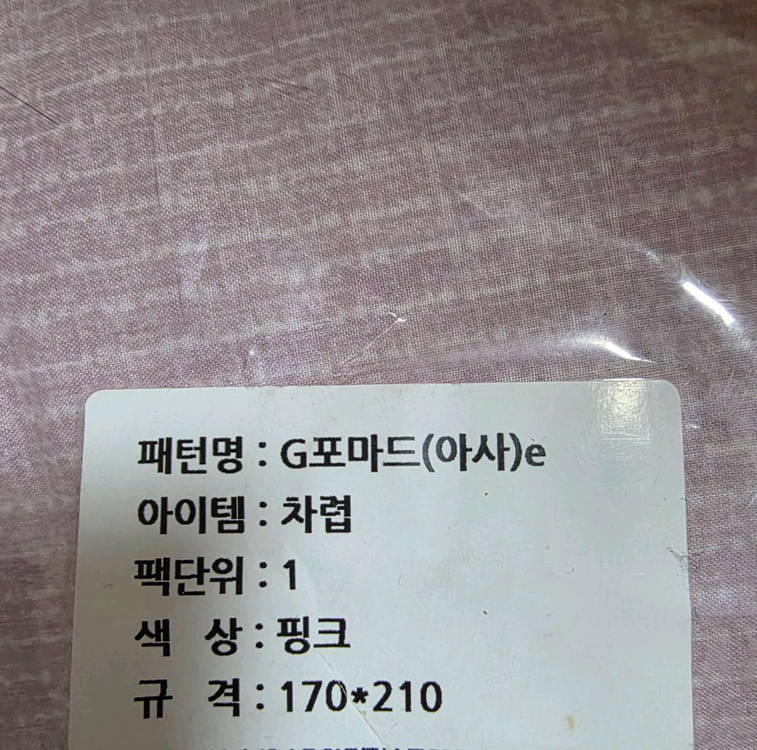 패턴명 : G포마드(아사)e
아이템 : 차렵
팩단위 : 1
색 상 : 핑크
규 격 : 170*210